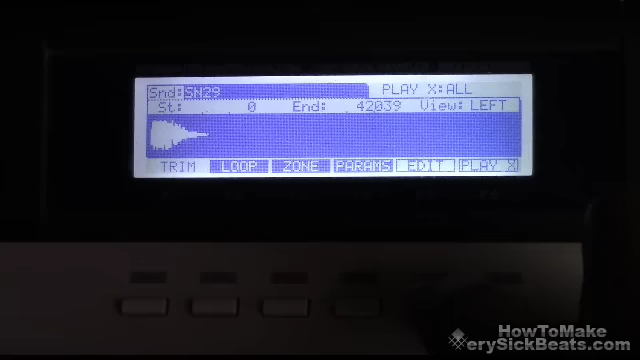 Snd:SN29 PLAY X:ALL
St: 0 End: 42039 View:LEFT
TRIM LOOP ZONE PARAMS EDIT PLAY X
HowToMake
erySickBeats.com